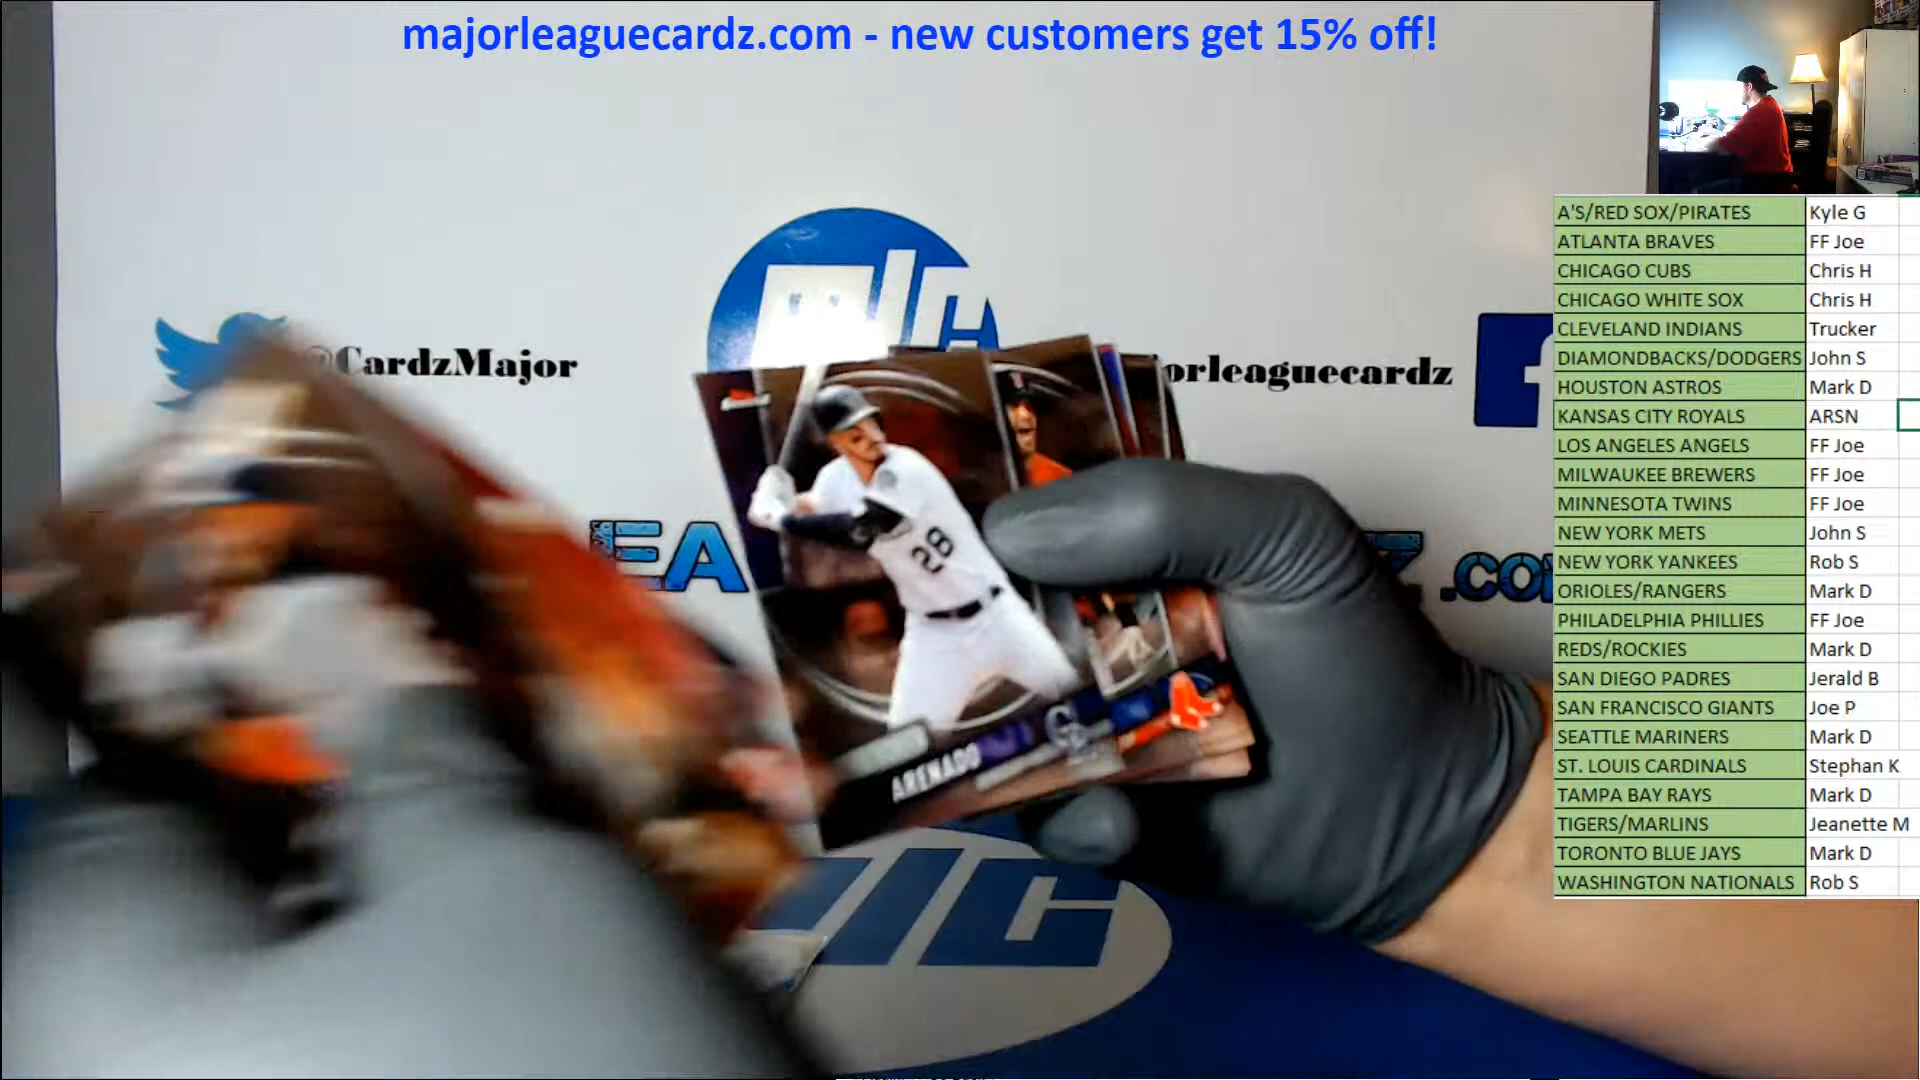 majorleaguecardz.com - new customers get 15% off!
@CardzMajor
orleaguecardz
EA
.CO
28
ARENADO
A'S/RED SOX/PIRATES Kyle G
ATLANTA BRAVES FF Joe
CHICAGO CUBS Chris H
CHICAGO WHITE SOX Chris H
CLEVELAND INDIANS Trucker
DIAMONDBACKS/DODGERS John S
HOUSTON ASTROS Mark D
KANSAS CITY ROYALS ARSN
LOS ANGELES ANGELS FF Joe
MILWAUKEE BREWERS FF Joe
MINNESOTA TWINS FF Joe
NEW YORK METS John S
NEW YORK YANKEES Rob S
ORIOLES/RANGERS Mark D
PHILADELPHIA PHILLIES FF Joe
REDS/ROCKIES Mark D
SAN DIEGO PADRES Jerald B
SAN FRANCISCO GIANTS Joe P
SEATTLE MARINERS Mark D
ST. LOUIS CARDINALS Stephan K
TAMPA BAY RAYS Mark D
TIGERS/MARLINS Jeanette M
TORONTO BLUE JAYS Mark D
WASHINGTON NATIONALS Rob S